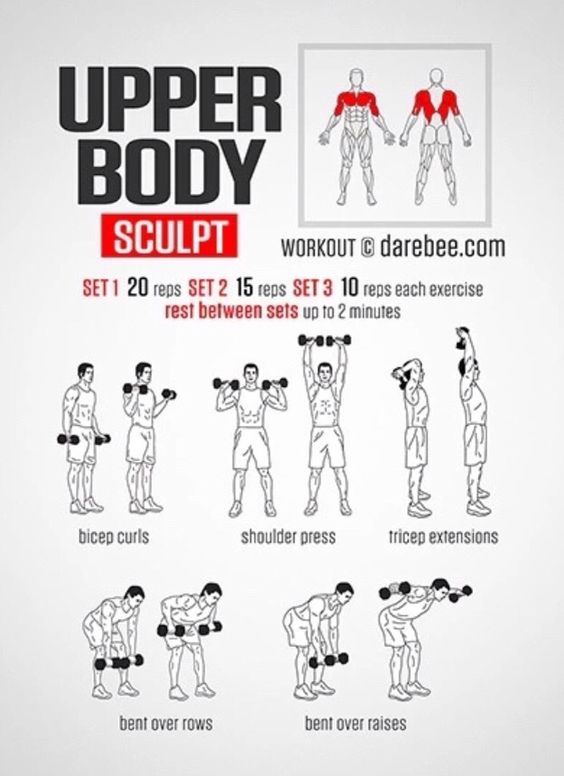 UPPER
BODY
SCULPT
WORKOUT © darebee.com
SET 1 20 reps SET 2 15 reps SET 3 10 reps each exercise
rest between sets up to 2 minutes
bicep curls
shoulder press
tricep extensions
bent over rows
bent over raises